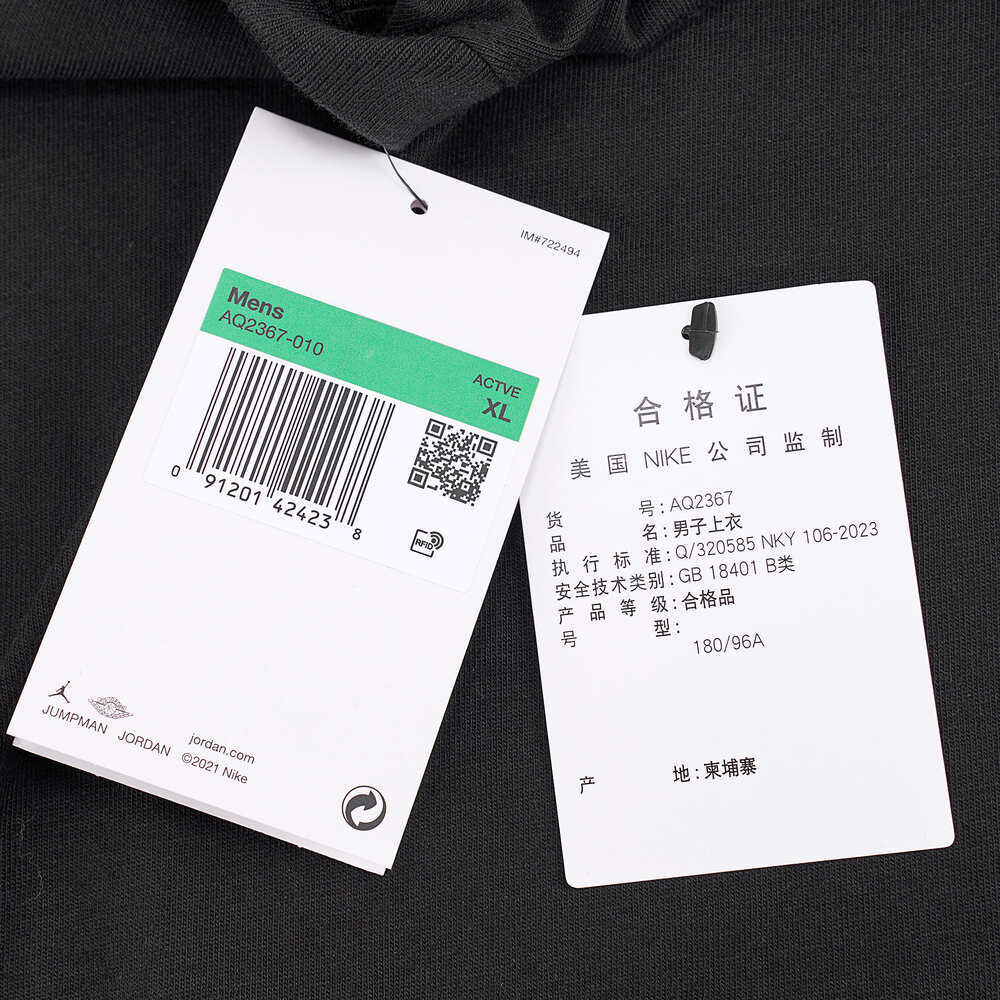 IM#722494
Mens
AQ2367-010
ACTVE
XL
0 91201 42423 8
RFID
JUMPMAN JORDAN
jordan.com
©2021 Nike
合格证
美国 NIKE 公司监制
货号: AQ2367
品名: 男子上衣
执行标准: Q/320585 NKY 106-2023
安全技术类别: GB 18401 B类
产品等级: 合格品
号型:
180/96A
产地: 柬埔寨